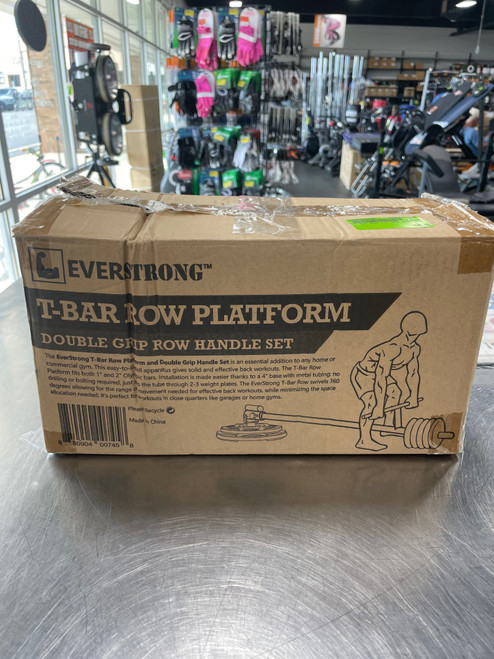 EVERSTRONG™
T-BAR ROW PLATFORM
DOUBLE GRIP ROW HANDLE SET
The EverStrong T-Bar Row Platform and Double Grip Handle Set is an essential addition to any home or
commercial gym. This easy-to- apparatus gives solid and effective back workouts. The T-Bar Row
Platform fits both 1" and 2" bars. Installation is made easier thanks to a 4" base with metal tubing; no
drilling or bolting required, just the tube through 2-3 weight plates. The EverStrong T-Bar Row swivels 360
degrees allowing for the range movement needed for effective back workouts, while minimizing the space
allocation needed! It's perfect for workouts in close quarters like garages or home gyms.
Please Recycle
Made in China
8 80904 00745 8